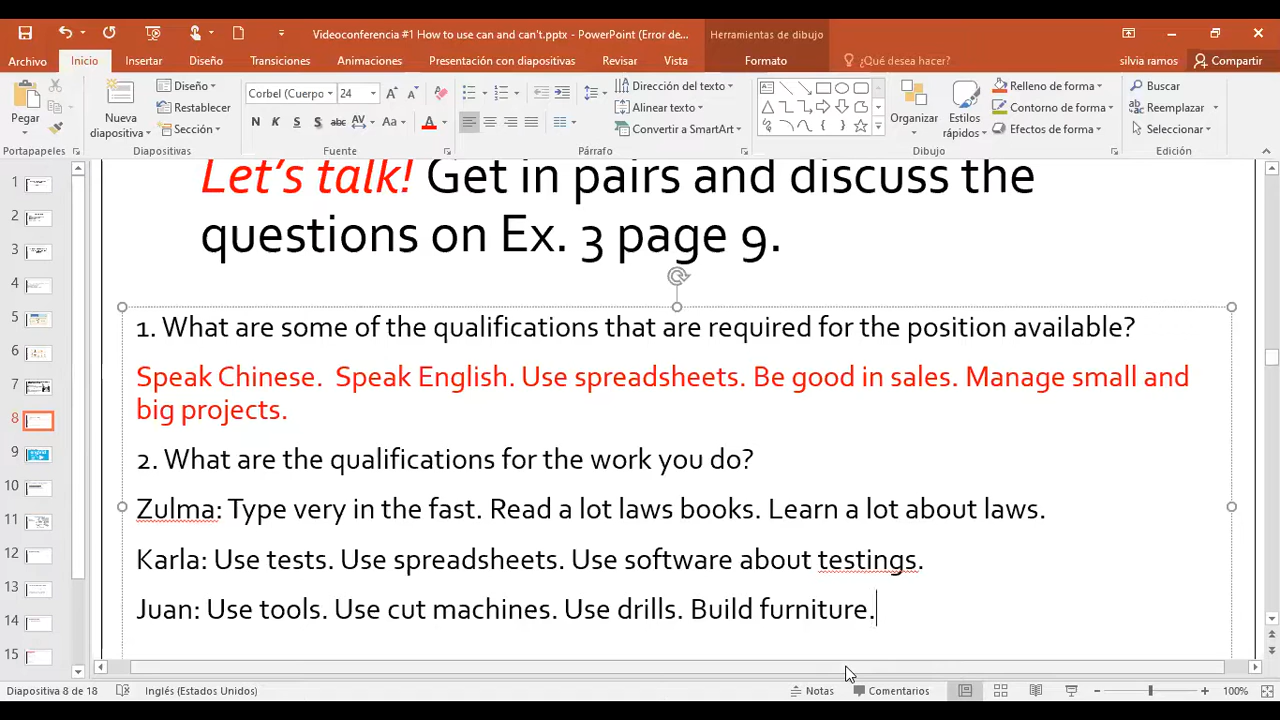 Videoconferencia #1 How to use can and can't.pptx - PowerPoint (Error de...
Herramientas de dibujo
Archivo Inicio Insertar Diseño Transiciones Animaciones Presentación con diapositivas Revisar Vista Formato ¿Qué desea hacer? silvia ramos Compartir
Pegar
Portapapeles
Nueva diapositiva
Diseño
Restablecer
Sección
Diapositivas
Corbel (Cuerpo) 24
N K S S abc AV Aa A
Fuente
Dirección del texto
Alinear texto
Convertir a SmartArt
Párrafo
Organizar
Estilos rápidos
Relleno de forma
Contorno de forma
Efectos de forma
Dibujo
Buscar
Reemplazar
Seleccionar
Edición
1
2
3
4
5
6
7
8
9
10
11
12
13
14
15
Let's talk! Get in pairs and discuss the
questions on Ex. 3 page 9.
1. What are some of the qualifications that are required for the position available?
Speak Chinese. Speak English. Use spreadsheets. Be good in sales. Manage small and
big projects.
2. What are the qualifications for the work you do?
Zulma: Type very in the fast. Read a lot laws books. Learn a lot about laws.
Karla: Use tests. Use spreadsheets. Use software about testings.
Juan: Use tools. Use cut machines. Use drills. Build furniture.
Diapositiva 8 de 18 Inglés (Estados Unidos) Notas Comentarios 100%